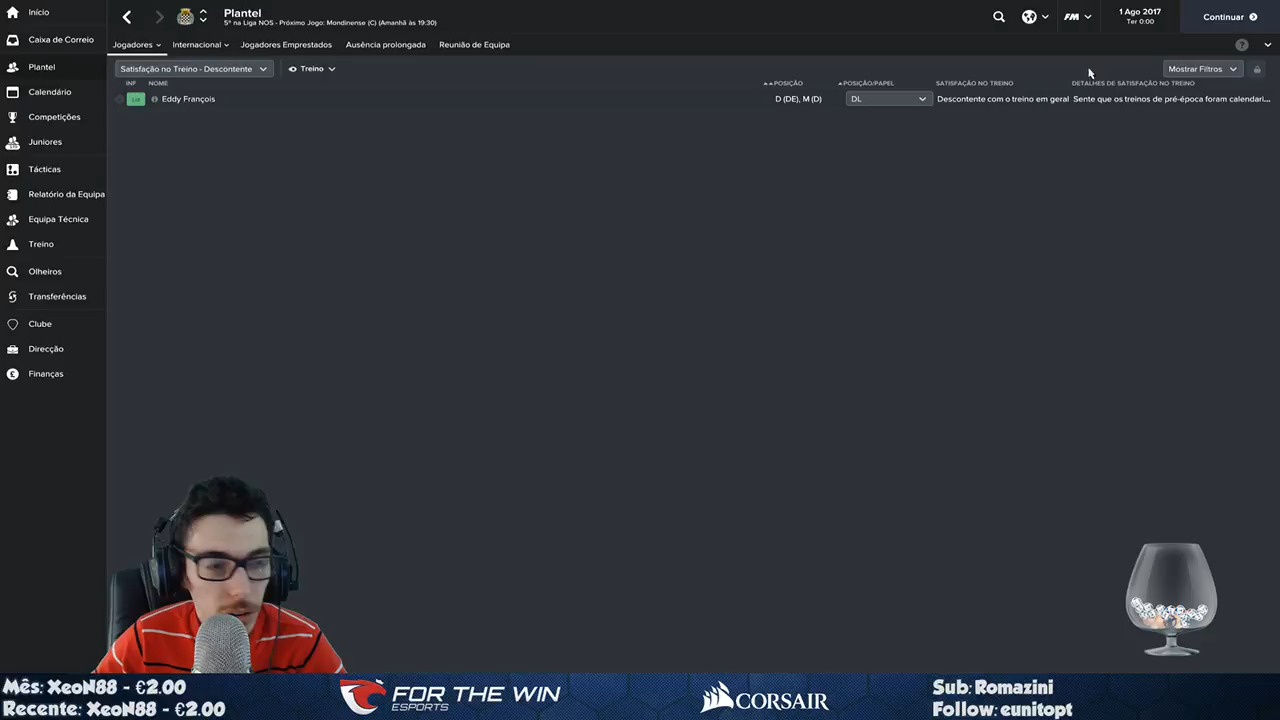 Início
Caixa de Correio
Plantel
Calendário
Competições
Juniores
Tácticas
Relatório da Equipa
Equipa Técnica
Treino
Olheiros
Transferências
Clube
Direcção
Finanças
Plantel
5º na Liga NOS - Próximo Jogo: Mondinense (C) (Amanhã às 19:30)
FM
1 Ago 2017
Ter 0:00
Continuar
Jogadores
Internacional
Jogadores Emprestados
Ausência prolongada
Reunião de Equipa
?
Satisfação no Treino - Descontente
Treino
Mostrar Filtros
INF NOME POSIÇÃO POSIÇÃO/PAPEL SATISFAÇÃO NO TREINO DETALHES DE SATISFAÇÃO NO TREINO
Eddy François D (DE), M (D) DL Descontente com o treino em geral Sente que os treinos de pré-época foram calendari...
Mês: XeoN88 - €2.00
Recente: XeoN88 - €2.00
FOR THE WIN
ESPORTS
CORSAIR
Sub: Romazini
Follow: eunitopt